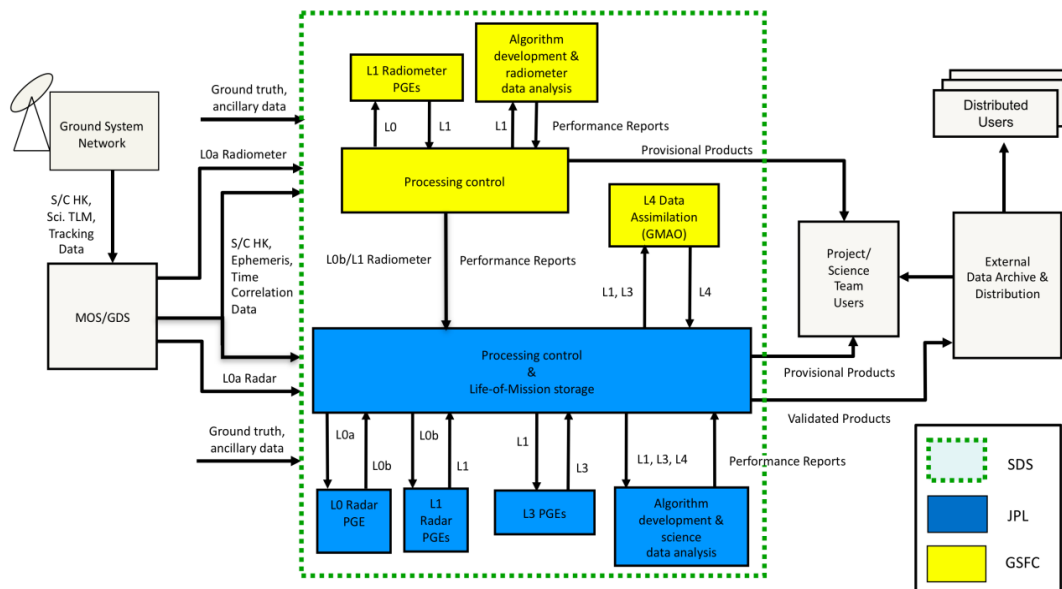 Algorithm
development &
radiometer
data analysis
L1 Radiometer
PGEs
Ground truth,
ancillary data
Distributed
Users
Ground System
Network
L0
L1
L1
Performance Reports
L0a Radiometer
Provisional Products
Processing control
S/C HK,
Sci. TLM,
Tracking
Data
L4 Data
Assimilation
(GMAO)
S/C HK,
Ephemeris,
Time
Correlation
Data
L0b/L1 Radiometer
Performance Reports
Project/
Science
Team
Users
External
Data Archive &
Distribution
L1, L3
L4
MOS/GDS
Processing control
&
Life-of-Mission storage
L0a Radar
Provisional Products
Validated Products
Ground truth,
ancillary data
L0a
L0b
L0b
L1
L1
L3
L1, L3, L4
Performance Reports
L0 Radar
PGE
L1
Radar
PGEs
L3 PGEs
Algorithm
development &
science
data analysis
SDS
JPL
GSFC